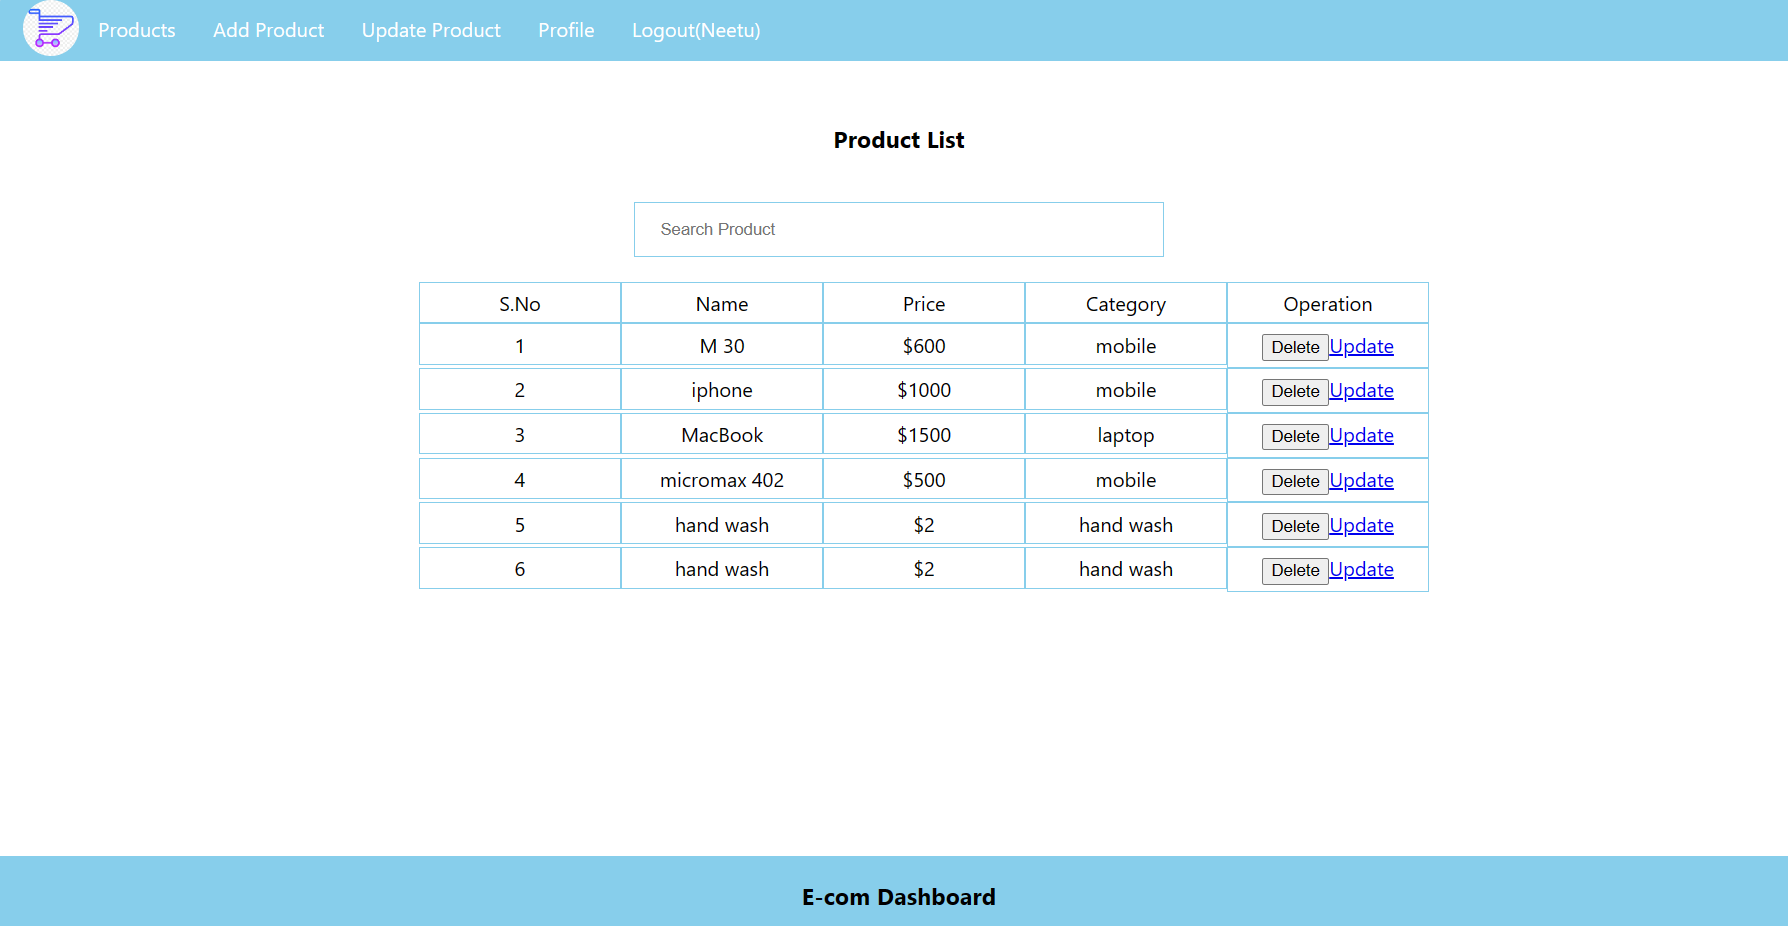 Products Add Product Update Product Profile Logout(Neetu)
Product List
Search Product
S.No Name Price Category Operation
1 M 30 $600 mobile Delete Update
2 iphone $1000 mobile Delete Update
3 MacBook $1500 laptop Delete Update
4 micromax 402 $500 mobile Delete Update
5 hand wash $2 hand wash Delete Update
6 hand wash $2 hand wash Delete Update
E-com Dashboard